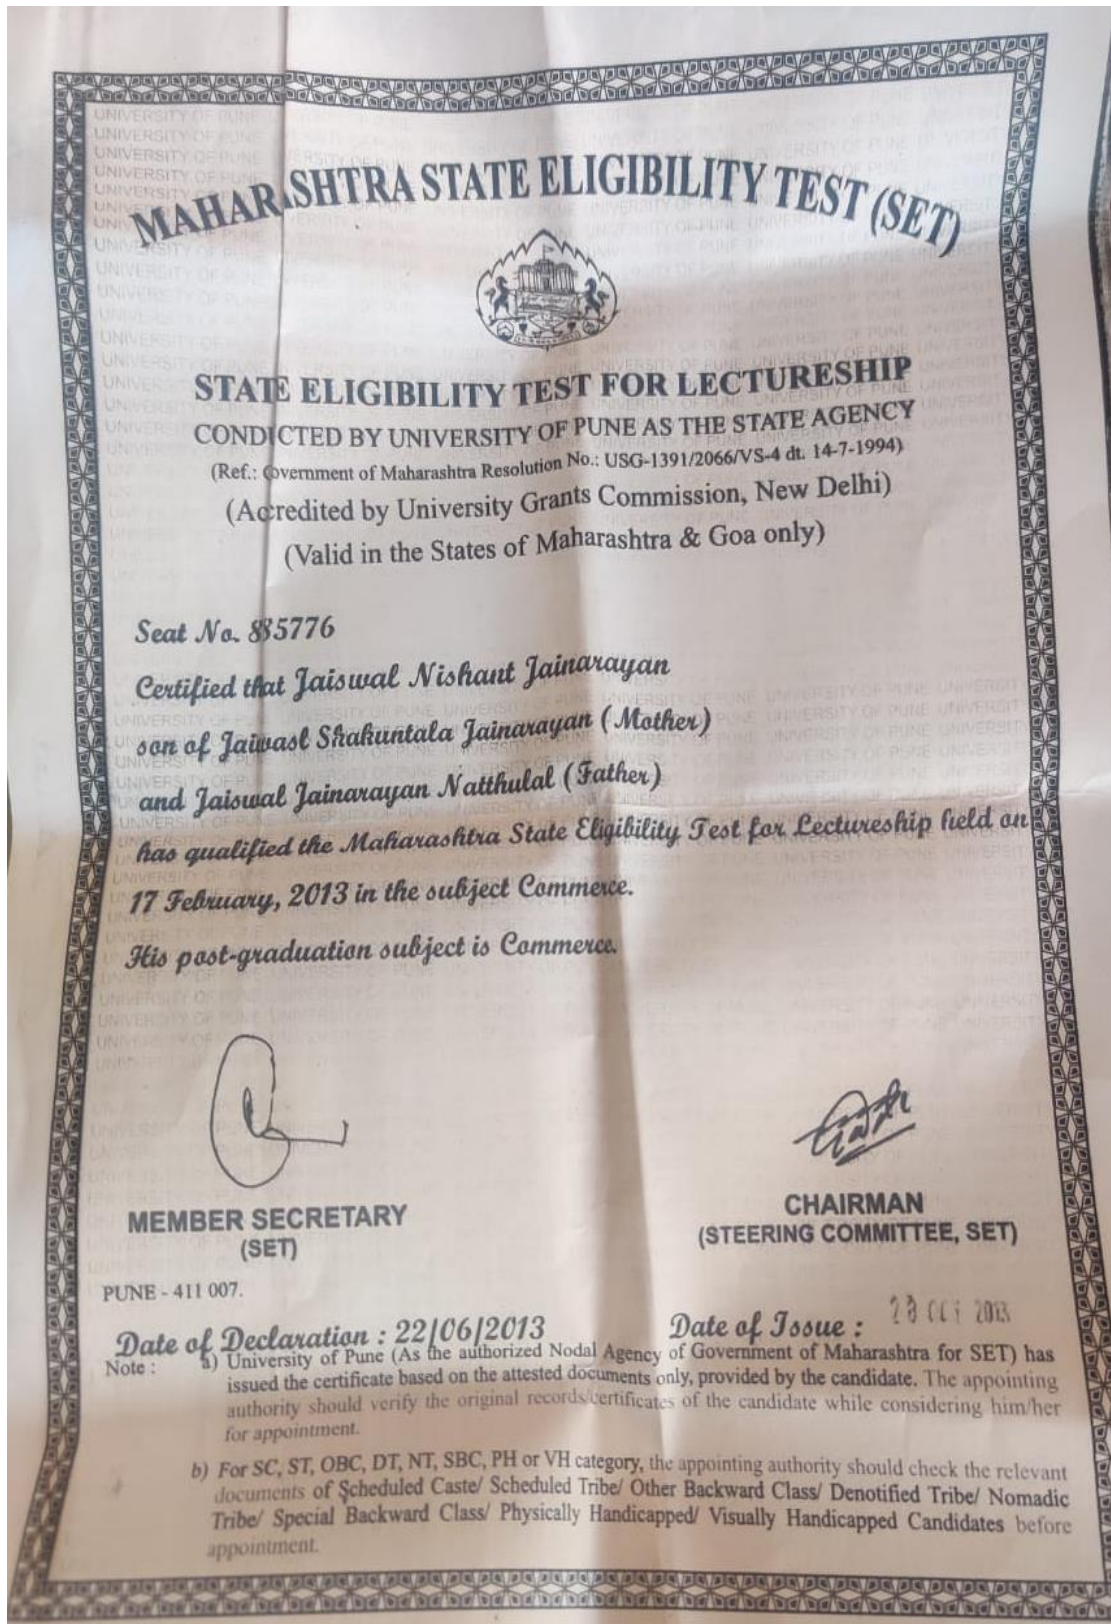 MAHARASHTRA STATE ELIGIBILITY TEST (SET)
STATE ELIGIBILITY TEST FOR LECTURESHIP
CONDUCTED BY UNIVERSITY OF PUNE AS THE STATE AGENCY
(Ref.: Government of Maharashtra Resolution No.: USG-1391/2066/VS-4 dt. 14-7-1994)
(Accredited by University Grants Commission, New Delhi)
(Valid in the States of Maharashtra & Goa only)
Seat No. 885776
Certified that Jaiswal Nishant Jainarayan
son of Jaiwasl Shakuntala Jainarayan (Mother)
and Jaiswal Jainarayan Natthulal (Father)
has qualified the Maharashtra State Eligibility Test for Lectureship held on
17 February, 2013 in the subject Commerce.
His post-graduation subject is Commerce.
MEMBER SECRETARY
(SET)
CHAIRMAN
(STEERING COMMITTEE, SET)
PUNE - 411 007.
Date of Declaration : 22/06/2013
Date of Issue : OCT 2013
Note : a) University of Pune (As the authorized Nodal Agency of Government of Maharashtra for SET) has
issued the certificate based on the attested documents only, provided by the candidate. The appointing
authority should verify the original records/certificates of the candidate while considering him/her
for appointment.
b) For SC, ST, OBC, DT, NT, SBC, PH or VH category, the appointing authority should check the relevant
documents of Scheduled Caste/ Scheduled Tribe/ Other Backward Class/ Denotified Tribe/ Nomadic
Tribe/ Special Backward Class/ Physically Handicapped/ Visually Handicapped Candidates before
appointment.